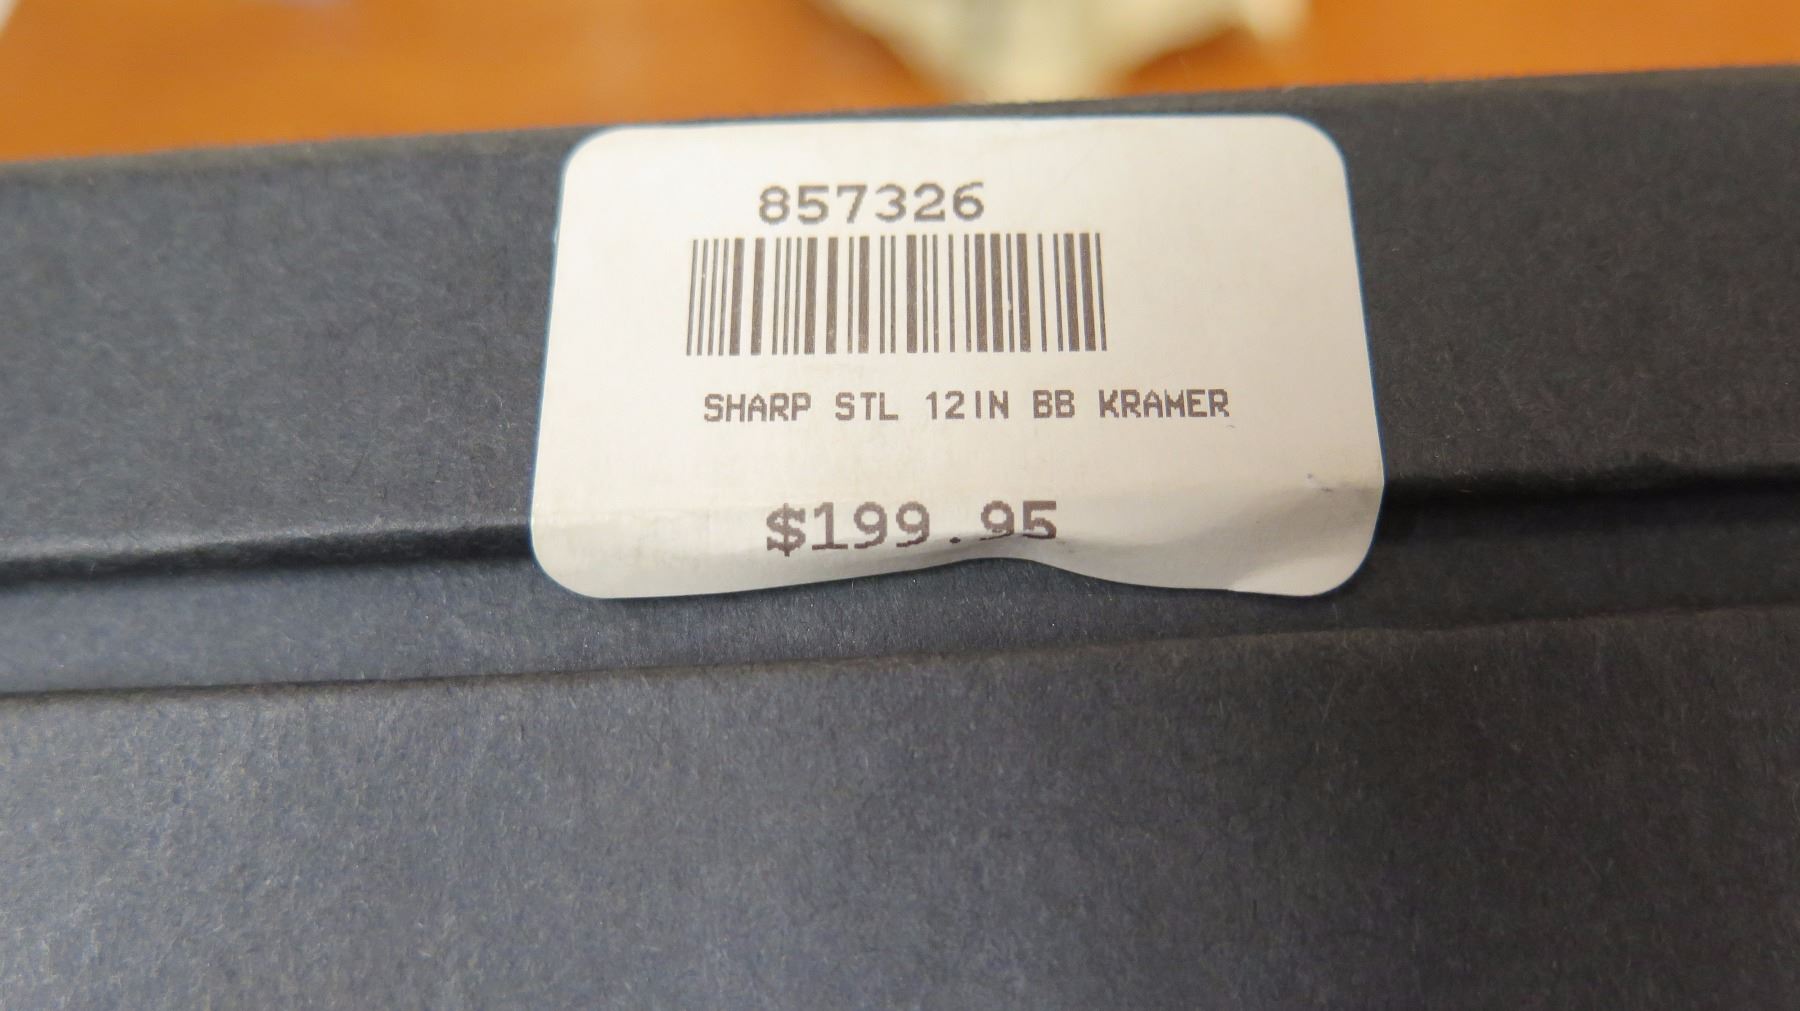 857326
SHARP STL 12IN BB KRAMER
$199.95